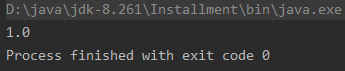 D:\java\jdk-8.261\Installment\bin\java.exe
1.0
Process finished with exit code 0